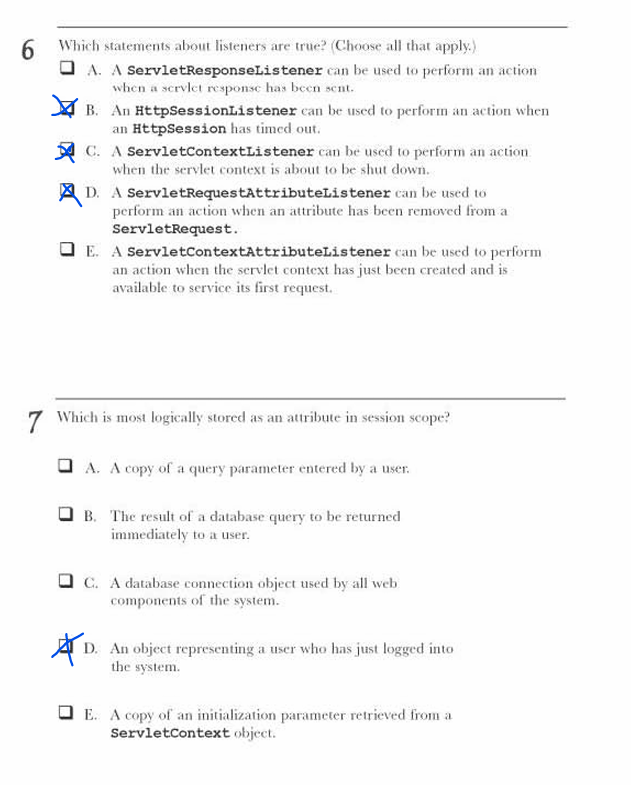 6 Which statements about listeners are true? (Choose all that apply.)
A. A ServletResponseListener can be used to perform an action
when a servlet response has been sent.
B. An HttpSessionListener can be used to perform an action when
an HttpSession has timed out.
C. A ServletContextListener can be used to perform an action
when the servlet context is about to be shut down.
D. A ServletRequestAttributeListener can be used to
perform an action when an attribute has been removed from a
ServletRequest.
E. A ServletContextAttributeListener can be used to perform
an action when the servlet context has just been created and is
available to service its first request.
7 Which is most logically stored as an attribute in session scope?
A. A copy of a query parameter entered by a user.
B. The result of a database query to be returned
immediately to a user.
C. A database connection object used by all web
components of the system.
D. An object representing a user who has just logged into
the system.
E. A copy of an initialization parameter retrieved from a
ServletContext object.